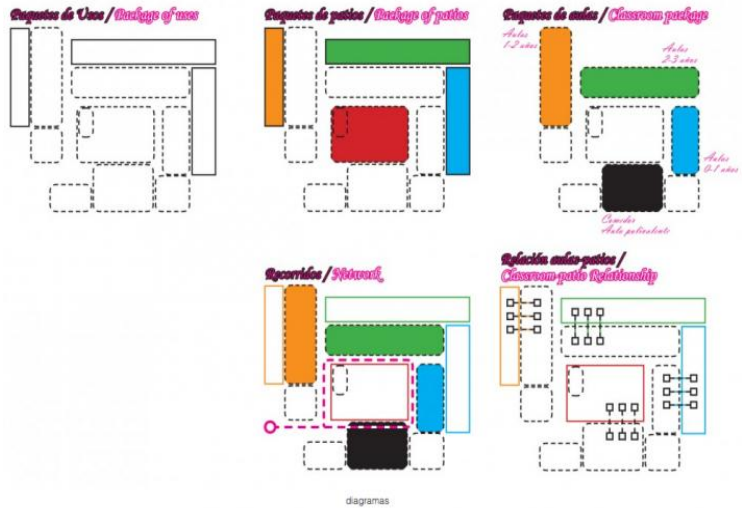 Paquetes de Usos / Package of uses
Paquetes de patios / Package of patios
Paquetes de aulas / Classroom package
Aulas
1-2 años
Aulas
2-3 años
Aulas
0-1 años
Comedor
Aula polivalente
Recorridos / Network
Relación aulas-patios /
Classroom-patio Relationship
diagramas